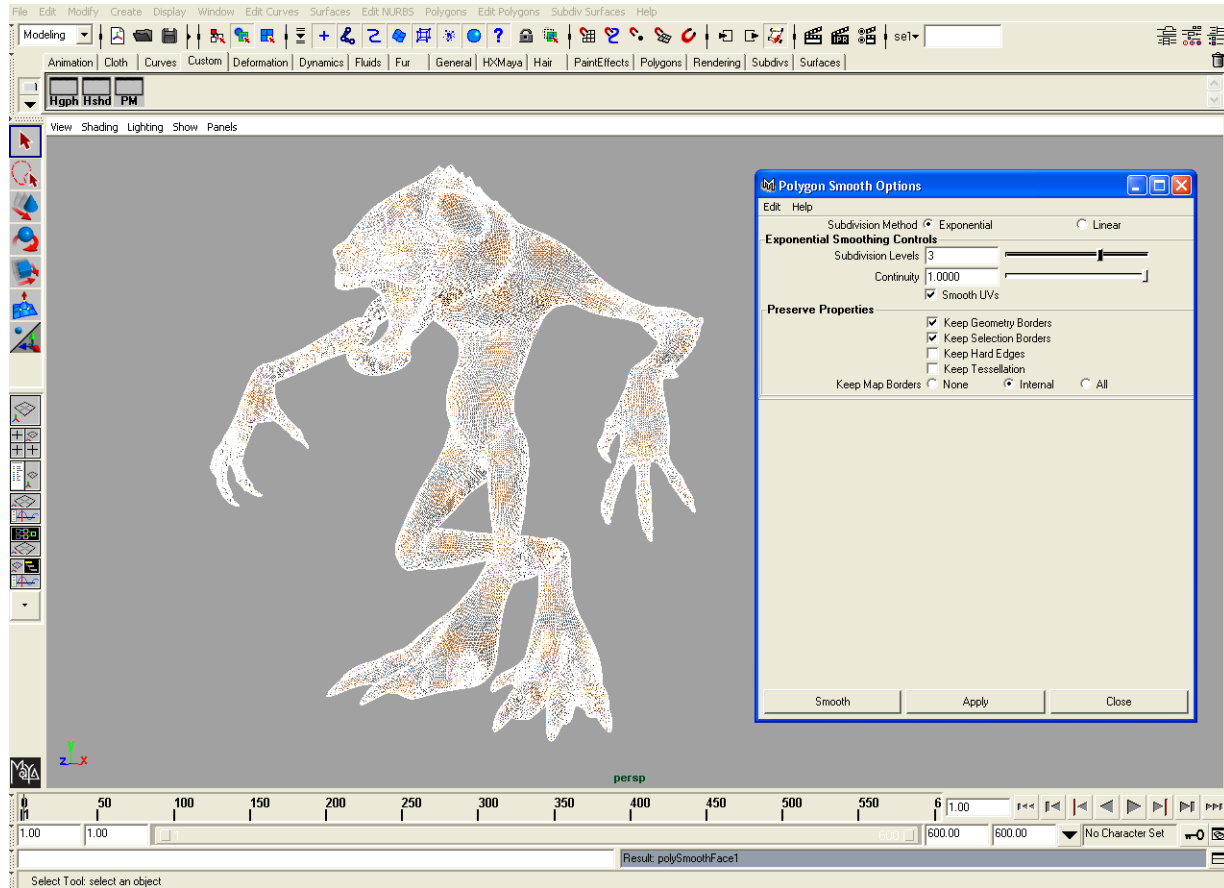 File Edit Modify Create Display Window Edit Curves Surfaces Edit NURBS Polygons Edit Polygons Subdiv Surfaces Help
Modeling sel
Animation Cloth Curves Custom Deformation Dynamics Fluids Fur General HXMaya Hair PaintEffects Polygons Rendering Subdivs Surfaces
Hgph Hshd PM
View Shading Lighting Show Panels
Polygon Smooth Options
Edit Help
Subdivision Method Exponential Linear
Exponential Smoothing Controls
Subdivision Levels 3
Continuity 1.0000
Smooth UVs
Preserve Properties
Keep Geometry Borders
Keep Selection Borders
Keep Hard Edges
Keep Tessellation
Keep Map Borders None Internal All
Smooth Apply Close
y
z x
MAYA
persp
50 100 150 200 250 300 350 400 450 500 550 6 1.00
1.00 1.00 1 600 600.00 600.00 No Character Set
Result: polySmoothFace1
Select Tool: select an object